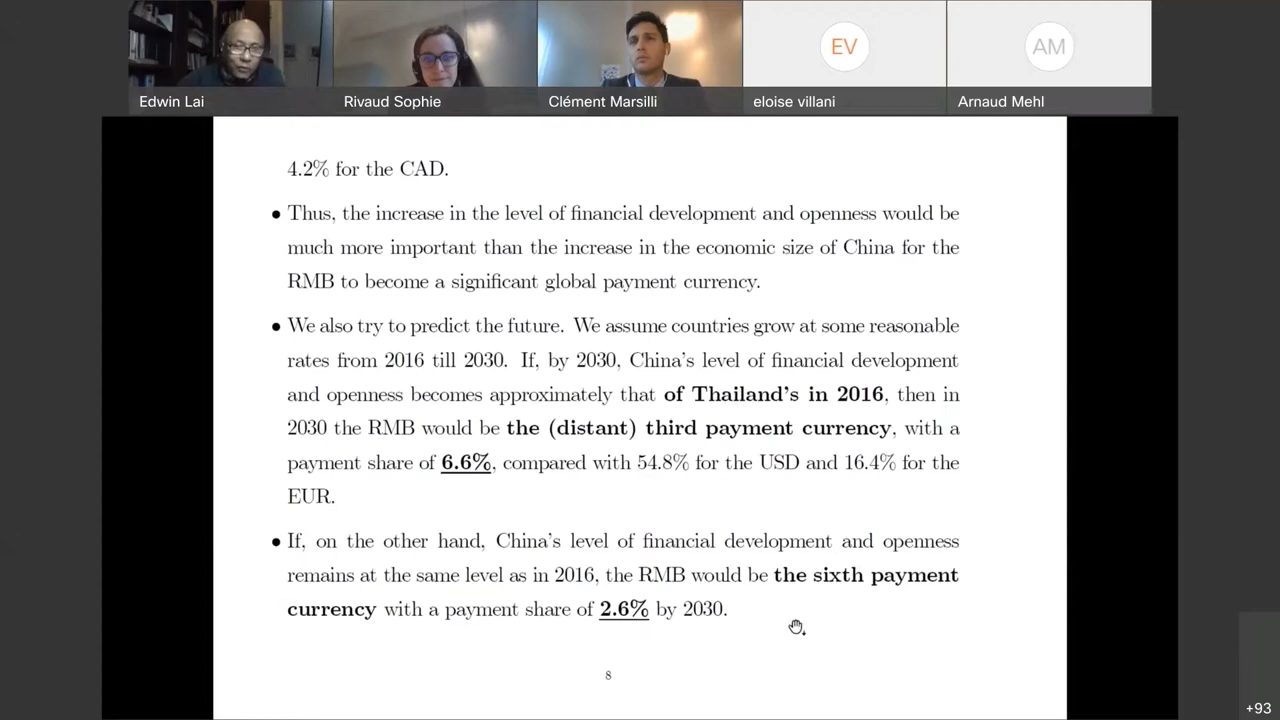 EV
AM
Edwin Lai
Rivaud Sophie
Clément Marsilli
eloise villani
Arnaud Mehl
4.2% for the CAD.
• Thus, the increase in the level of financial development and openness would be
much more important than the increase in the economic size of China for the
RMB to become a significant global payment currency.
• We also try to predict the future. We assume countries grow at some reasonable
rates from 2016 till 2030. If, by 2030, China's level of financial development
and openness becomes approximately that of Thailand's in 2016, then in
2030 the RMB would be the (distant) third payment currency, with a
payment share of 6.6%, compared with 54.8% for the USD and 16.4% for the
EUR.
• If, on the other hand, China's level of financial development and openness
remains at the same level as in 2016, the RMB would be the sixth payment
currency with a payment share of 2.6% by 2030.
8
+93